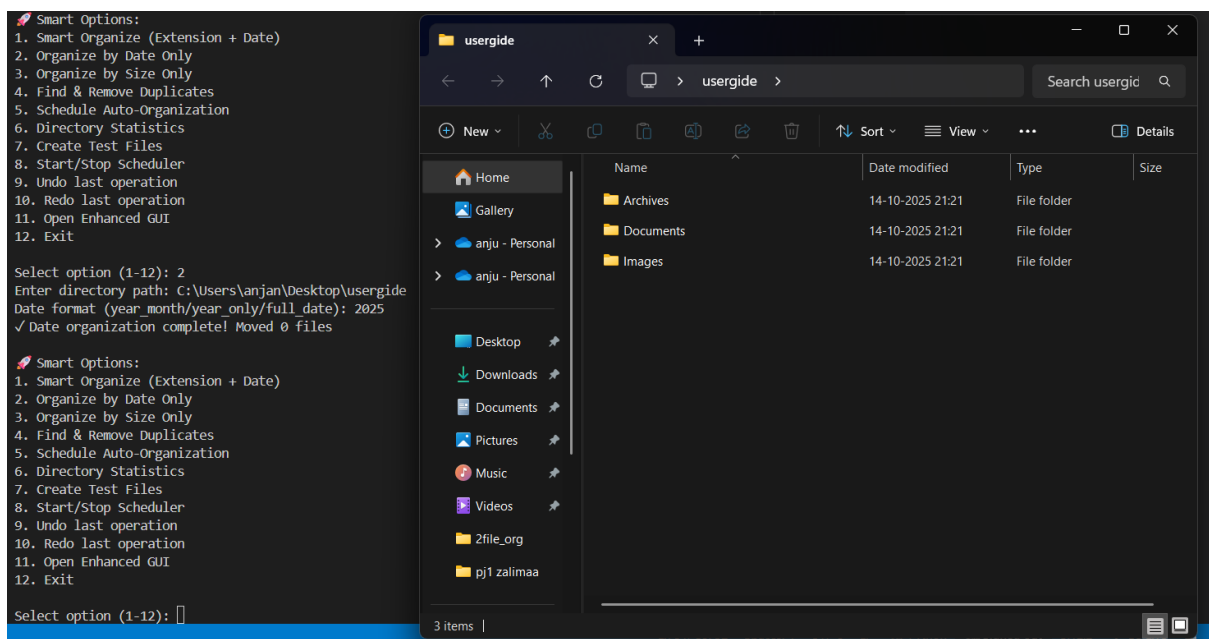 🚀 Smart Options:
1. Smart Organize (Extension + Date)
2. Organize by Date Only
3. Organize by Size Only
4. Find & Remove Duplicates
5. Schedule Auto-Organization
6. Directory Statistics
7. Create Test Files
8. Start/Stop Scheduler
9. Undo last operation
10. Redo last operation
11. Open Enhanced GUI
12. Exit
Select option (1-12): 2
Enter directory path: C:\Users\anjan\Desktop\usergide
Date format (year_month/year_only/full_date): 2025
✓ Date organization complete! Moved 0 files
🚀 Smart Options:
1. Smart Organize (Extension + Date)
2. Organize by Date Only
3. Organize by Size Only
4. Find & Remove Duplicates
5. Schedule Auto-Organization
6. Directory Statistics
7. Create Test Files
8. Start/Stop Scheduler
9. Undo last operation
10. Redo last operation
11. Open Enhanced GUI
12. Exit
Select option (1-12):
usergide
usergide
Search usergid
New
Sort
View
Details
Home
Gallery
anju - Personal
anju - Personal
Desktop
Downloads
Documents
Pictures
Music
Videos
2file_org
pj1 zalimaa
Name Date modified Type Size
Archives 14-10-2025 21:21 File folder
Documents 14-10-2025 21:21 File folder
Images 14-10-2025 21:21 File folder
3 items